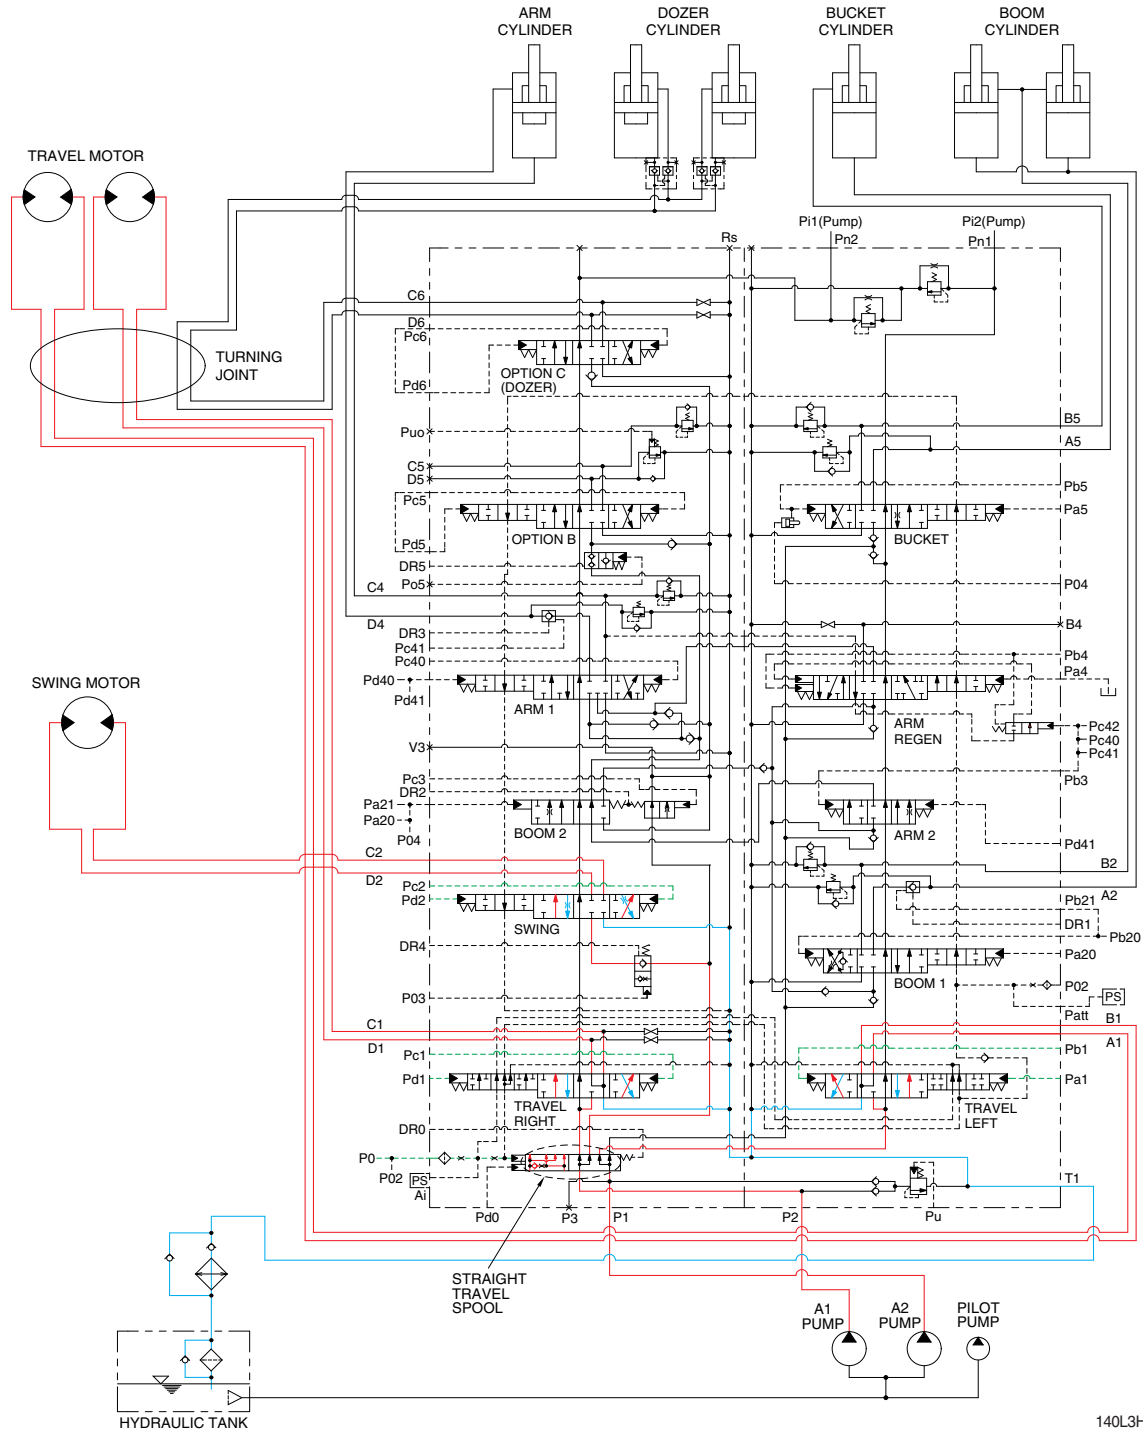 ARM
CYLINDER
DOZER
CYLINDER
BUCKET
CYLINDER
BOOM
CYLINDER
TRAVEL MOTOR
Pi1(Pump)
Pi2(Pump)
Rs
Pn2
Pn1
C6
D6
Pc6
TURNING
JOINT
OPTION C
(DOZER)
Pd6
Puo
B5
A5
C5
D5
Pc5
Pb5
Pa5
OPTION B
BUCKET
Pd5
DR5
Po5
P04
C4
D4
B4
DR3
Pc41
Pc40
Pb4
Pa4
SWING MOTOR
Pd40
Pd41
ARM 1
ARM
REGEN
Pc42
Pc40
Pc41
V3
Pc3
DR2
Pb3
Pa21
Pa20
P04
BOOM 2
ARM 2
Pd41
C2
B2
D2
Pc2
Pd2
A2
Pb21
SWING
DR1
Pb20
DR4
Pa20
BOOM 1
P03
P02
PS
Patt
C1
B1
D1
A1
Pc1
Pb1
Pd1
Pa1
TRAVEL
RIGHT
TRAVEL
LEFT
DR0
P0
P02
PS
Ai
T1
Pd0
P3
P1
P2
Pu
STRAIGHT
TRAVEL
SPOOL
A1
PUMP
A2
PUMP
PILOT
PUMP
HYDRAULIC TANK
140L3H